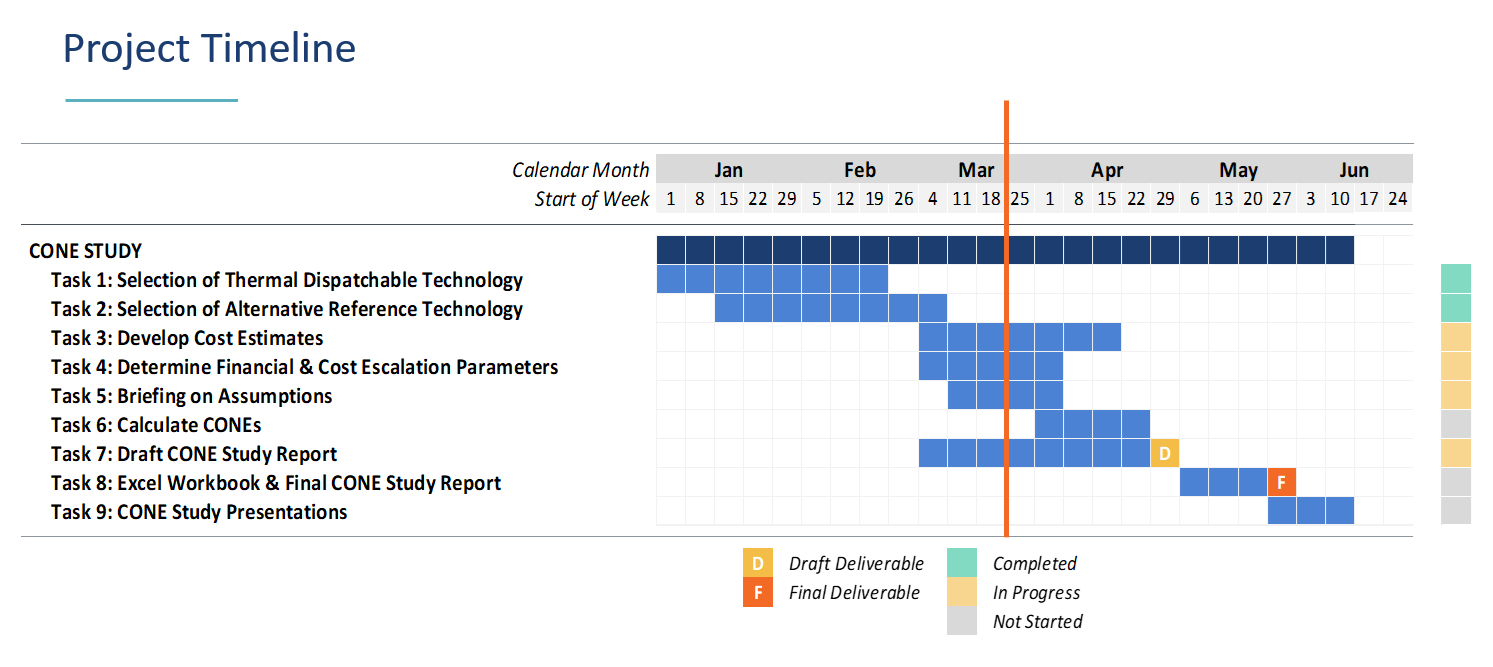 Project Timeline
Calendar Month Jan Feb Mar Apr May Jun
Start of Week 1 8 15 22 29 5 12 19 26 4 11 18 25 1 8 15 22 29 6 13 20 27 3 10 17 24
CONE STUDY
Task 1: Selection of Thermal Dispatchable Technology
Task 2: Selection of Alternative Reference Technology
Task 3: Develop Cost Estimates
Task 4: Determine Financial & Cost Escalation Parameters
Task 5: Briefing on Assumptions
Task 6: Calculate CONEs
Task 7: Draft CONE Study Report D
Task 8: Excel Workbook & Final CONE Study Report F
Task 9: CONE Study Presentations
D Draft Deliverable Completed
F Final Deliverable In Progress
Not Started